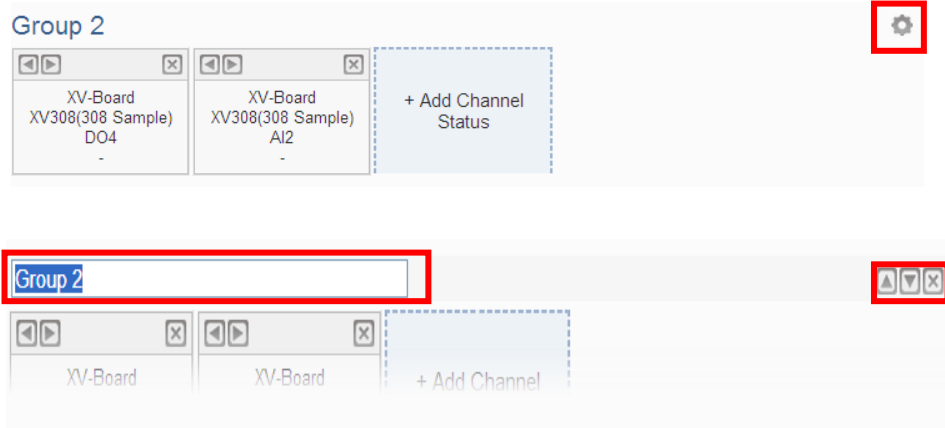 Group 2
XV-Board
XV308(308 Sample)
DO4
-
XV-Board
XV308(308 Sample)
AI2
-
+ Add Channel
Status
Group 2
XV-Board
XV-Board
+ Add Channel